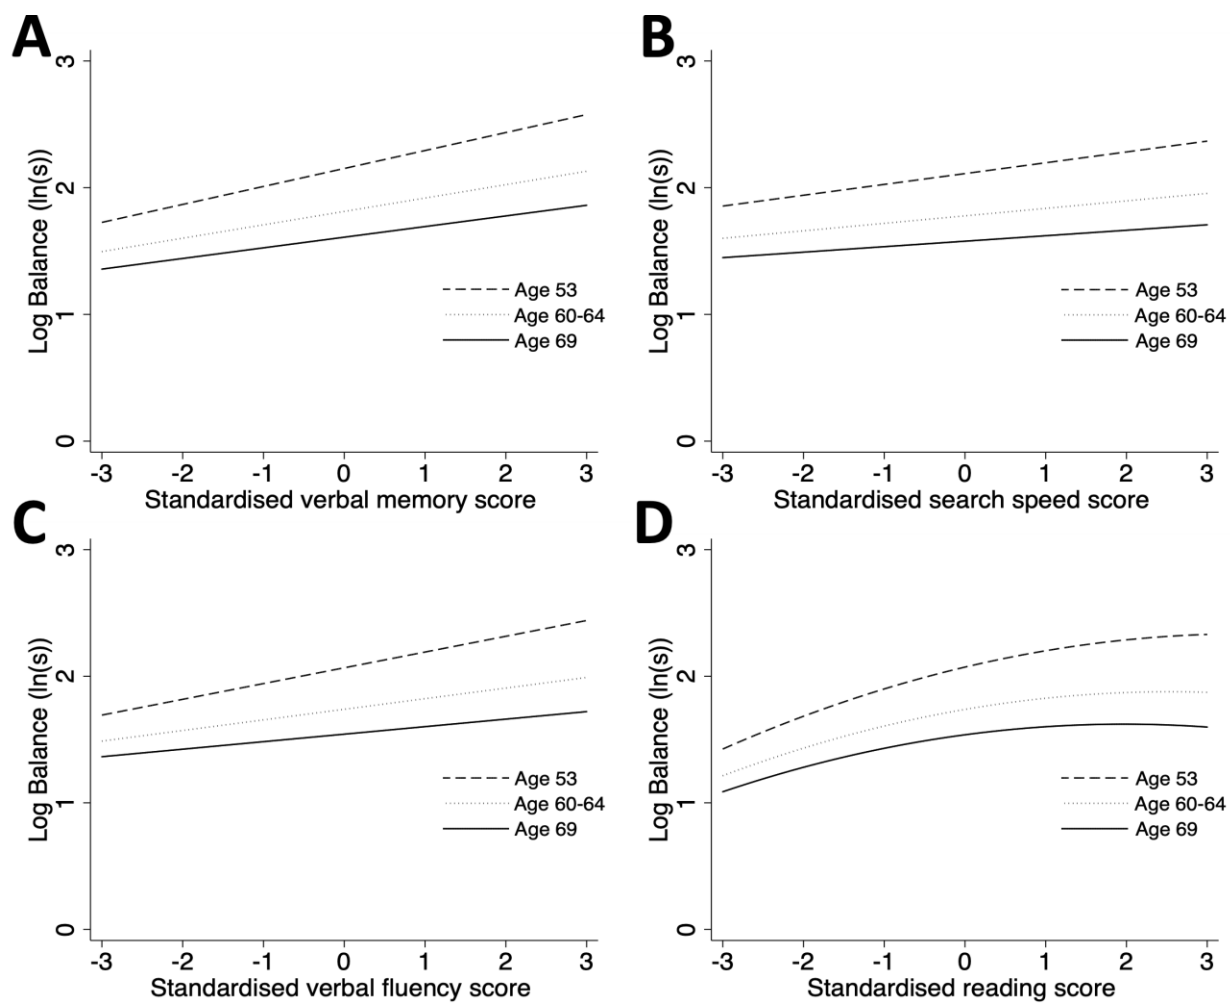 A
Log Balance (ln(s))
3
2
1
0
Age 53
Age 60-64
Age 69
-3 -2 -1 0 1 2 3
Standardised verbal memory score
B
Log Balance (ln(s))
3
2
1
0
Age 53
Age 60-64
Age 69
-3 -2 -1 0 1 2 3
Standardised search speed score
C
Log Balance (ln(s))
3
2
1
0
Age 53
Age 60-64
Age 69
-3 -2 -1 0 1 2 3
Standardised verbal fluency score
D
Log Balance (ln(s))
3
2
1
0
Age 53
Age 60-64
Age 69
-3 -2 -1 0 1 2 3
Standardised reading score